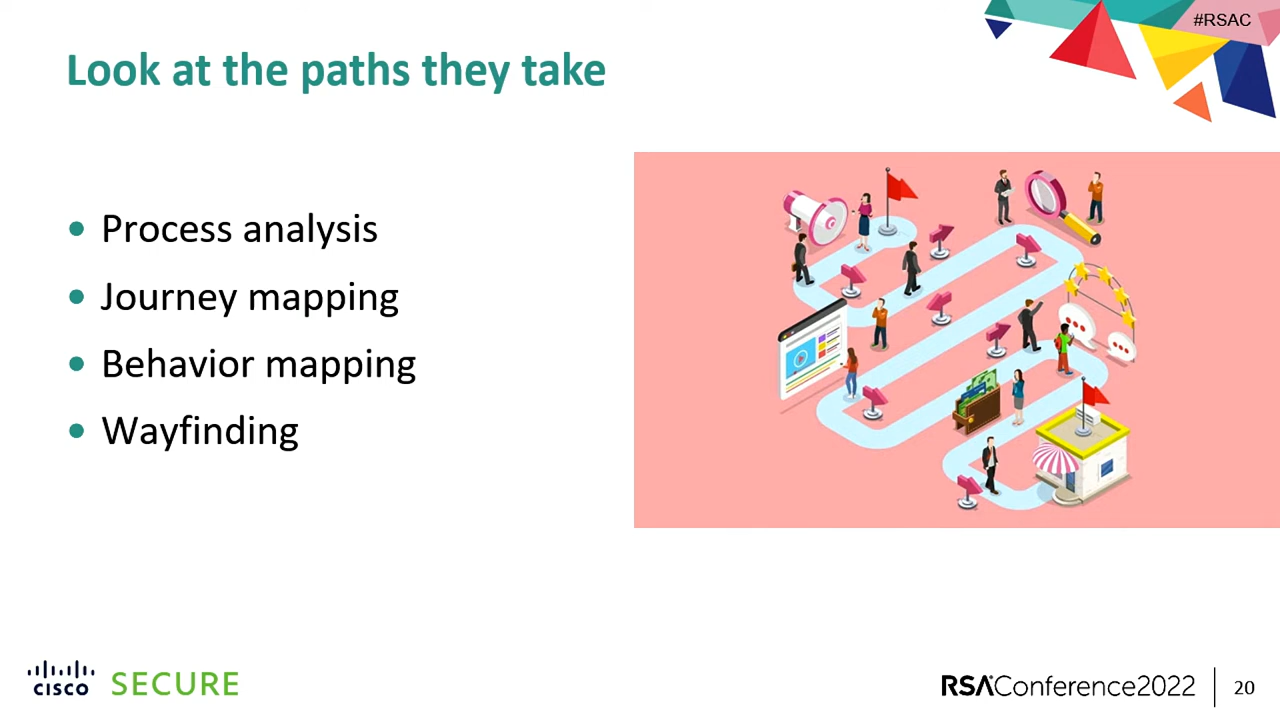 #RSAC
Look at the paths they take
• Process analysis
• Journey mapping
• Behavior mapping
• Wayfinding
CISCO SECURE
RSAConference2022
20